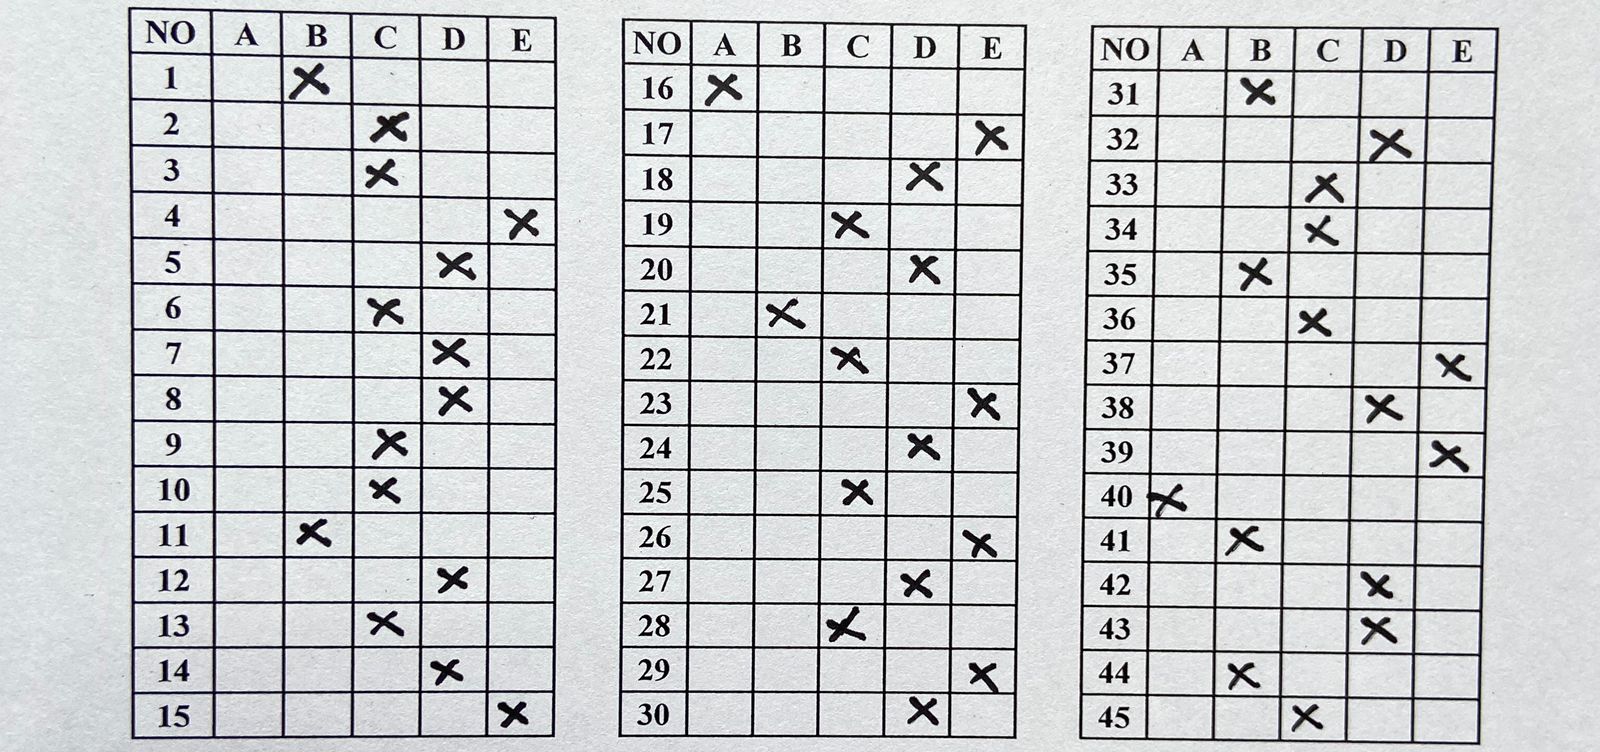 NO A B C D E
1 X
2 X
3 X
4 X
5 X
6 X
7 X
8 X
9 X
10 X
11 X
12 X
13 X
14 X
15 X
NO A B C D E
16 X
17 X
18 X
19 X
20 X
21 X
22 X
23 X
24 X
25 X
26 X
27 X
28 X
29 X
30 X
NO A B C D E
31 X
32 X
33 X
34 X
35 X
36 X
37 X
38 X
39 X
40 X
41 X
42 X
43 X
44 X
45 X